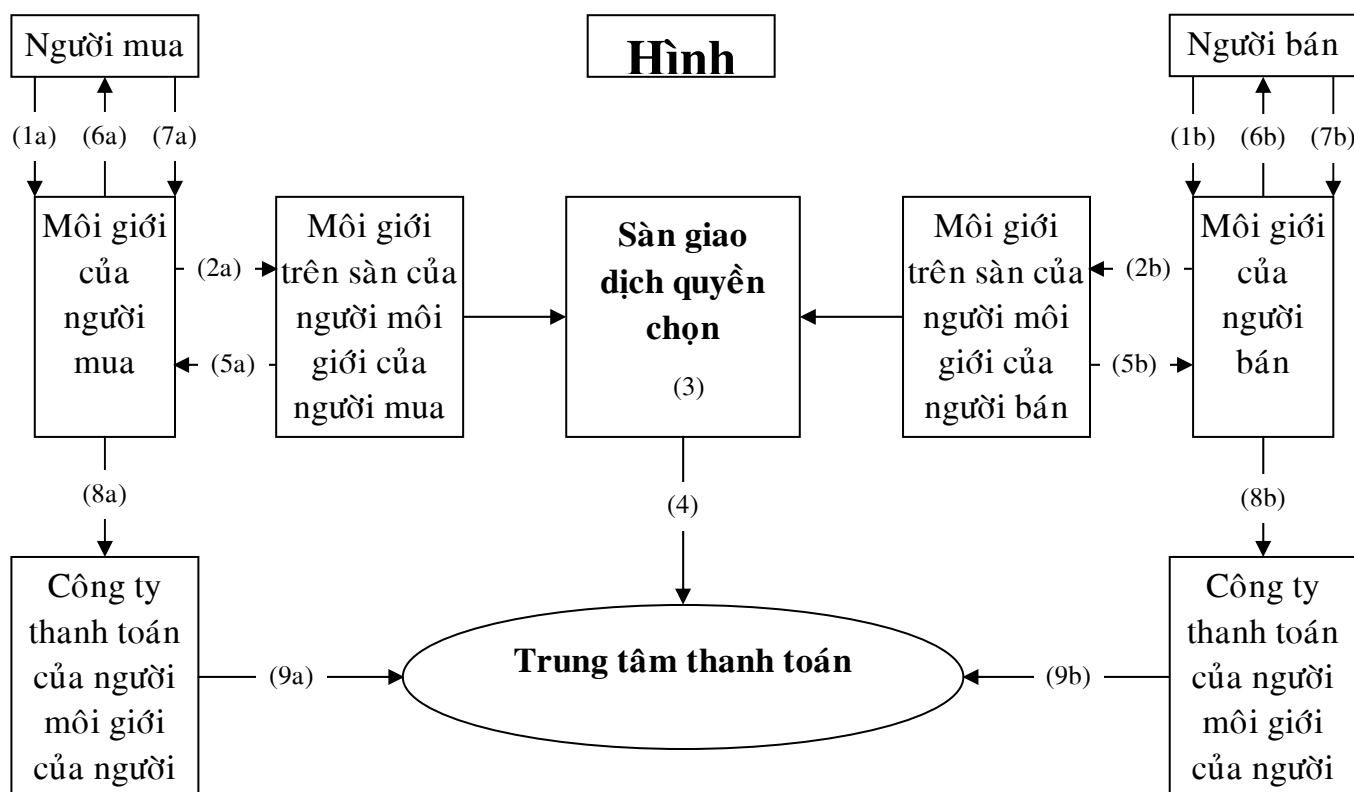 Người mua
Hình
Người bán
(1a) (6a) (7a)
(1b) (6b) (7b)
Môi giới
của
người
mua
(2a)
(5a)
Môi giới
trên sàn của
người môi
giới của
người mua
Sàn giao
dịch quyền
chọn
(3)
Môi giới
trên sàn của
người môi
giới của
người bán
(2b)
(5b)
Môi giới
của
người
bán
(8a)
(4)
(8b)
Công ty
thanh toán
của người
môi giới
của người
(9a)
Trung tâm thanh toán
(9b)
Công ty
thanh toán
của người
môi giới
của người